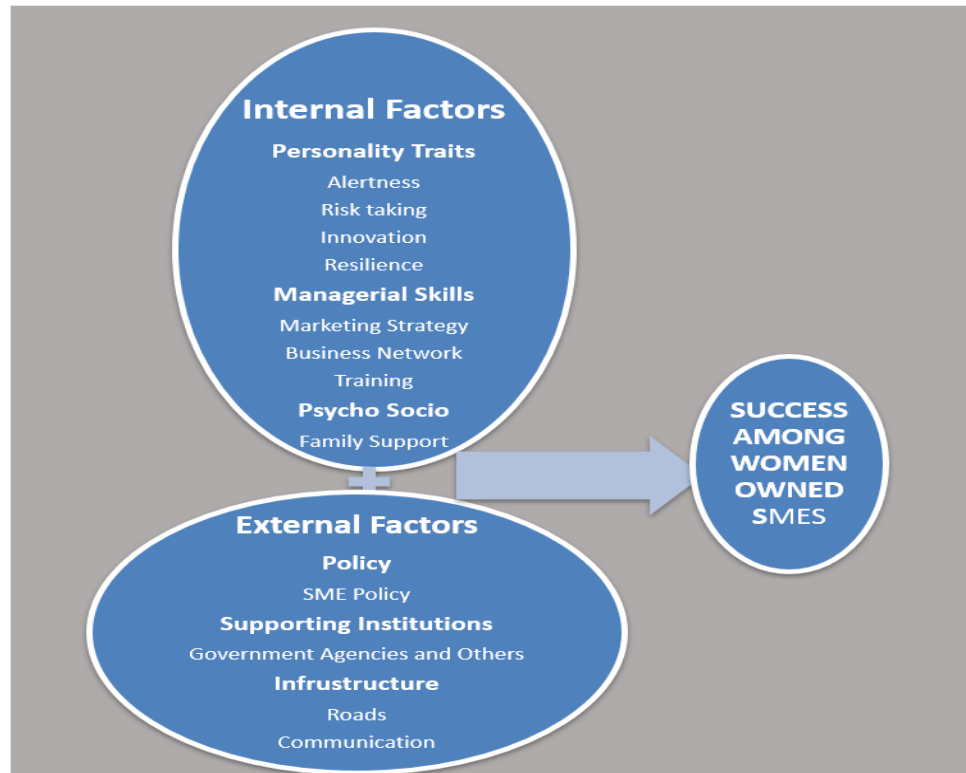 Internal Factors
Personality Traits
Alertness
Risk taking
Innovation
Resilience
Managerial Skills
Marketing Strategy
Business Network
Training
Psycho Socio
Family Support
External Factors
Policy
SME Policy
Supporting Institutions
Government Agencies and Others
Infrustructure
Roads
Communication
SUCCESS
AMONG
WOMEN
OWNED
SMES